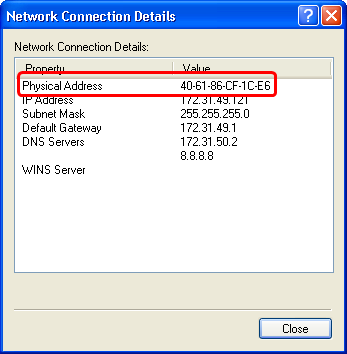 Network Connection Details
Network Connection Details:
Property Value
Physical Address 40-61-86-CF-1C-E6
IP Address 172.31.49.121
Subnet Mask 255.255.255.0
Default Gateway 172.31.49.1
DNS Servers 172.31.50.2
8.8.8.8
WINS Server
Close